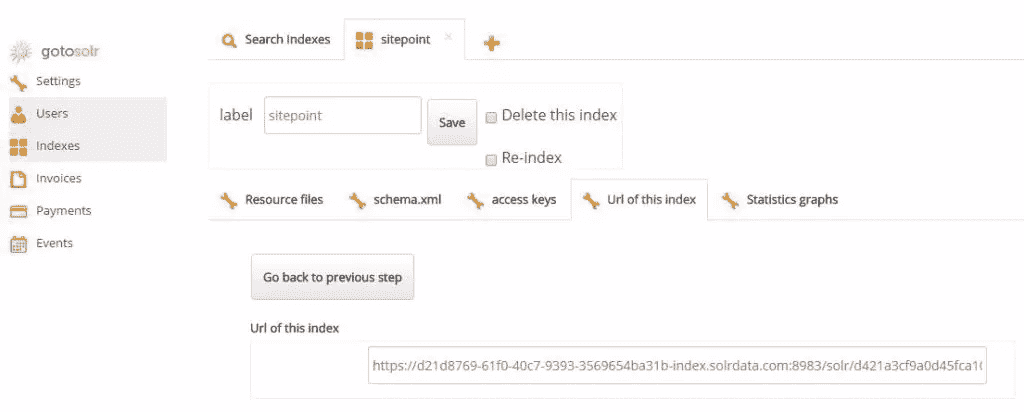 gotosolr
Settings
Users
Indexes
Invoices
Payments
Events
Search Indexes
sitepoint
label
sitepoint
Save
Delete this index
Re-index
Resource files
schema.xml
access keys
Url of this index
Statistics graphs
Go back to previous step
Url of this index
https://d21d8769-61f0-40c7-9393-3569654ba31b-index.solrdata.com:8983/solr/d421a3cf9a0d45fca1